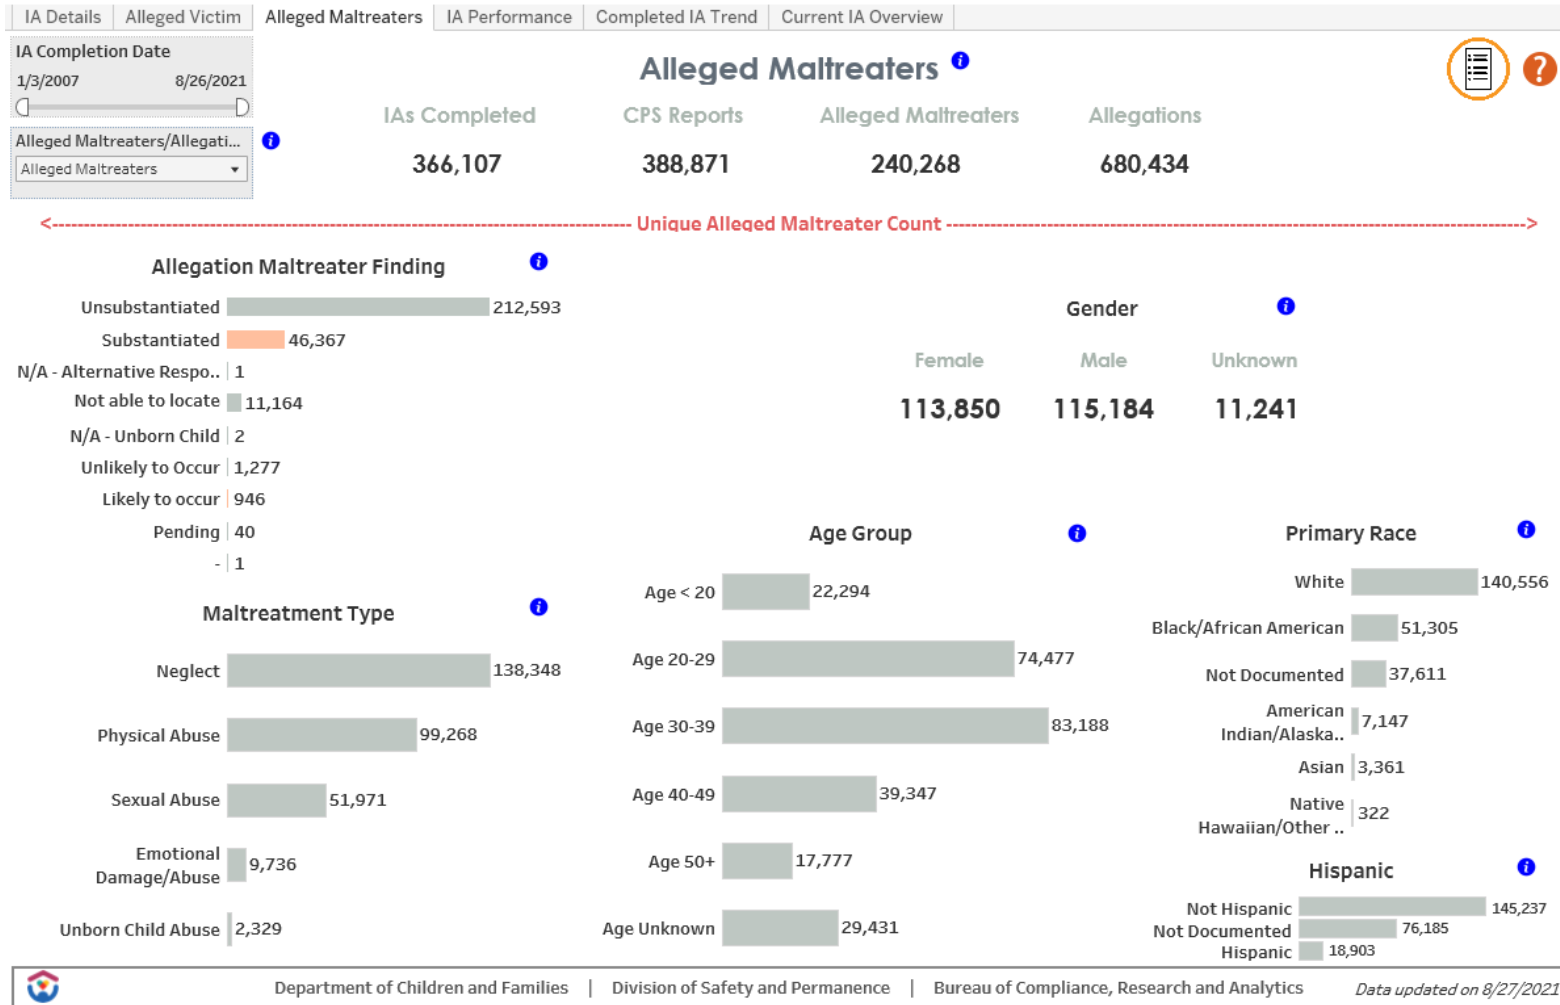 IA Details
Alleged Victim
Alleged Maltreaters
IA Performance
Completed IA Trend
Current IA Overview
IA Completion Date
1/3/2007 8/26/2021
Alleged Maltreaters/Allegati...
Alleged Maltreaters
Alleged Maltreaters
IAs Completed
366,107
CPS Reports
388,871
Alleged Maltreaters
240,268
Allegations
680,434
<--- Unique Alleged Maltreater Count --->
Allegation Maltreater Finding
Unsubstantiated 212,593
Substantiated 46,367
N/A - Alternative Respo.. 1
Not able to locate 11,164
N/A - Unborn Child 2
Unlikely to Occur 1,277
Likely to occur 946
Pending 40
- 1
Gender
Female
113,850
Male
115,184
Unknown
11,241
Maltreatment Type
Neglect 138,348
Physical Abuse 99,268
Sexual Abuse 51,971
Emotional
Damage/Abuse 9,736
Unborn Child Abuse 2,329
Age Group
Age < 20 22,294
Age 20-29 74,477
Age 30-39 83,188
Age 40-49 39,347
Age 50+ 17,777
Age Unknown 29,431
Primary Race
White 140,556
Black/African American 51,305
Not Documented 37,611
American
Indian/Alaska.. 7,147
Asian 3,361
Native
Hawaiian/Other .. 322
Hispanic
Not Hispanic 145,237
Not Documented 76,185
Hispanic 18,903
Department of Children and Families | Division of Safety and Permanence | Bureau of Compliance, Research and Analytics
Data updated on 8/27/2021